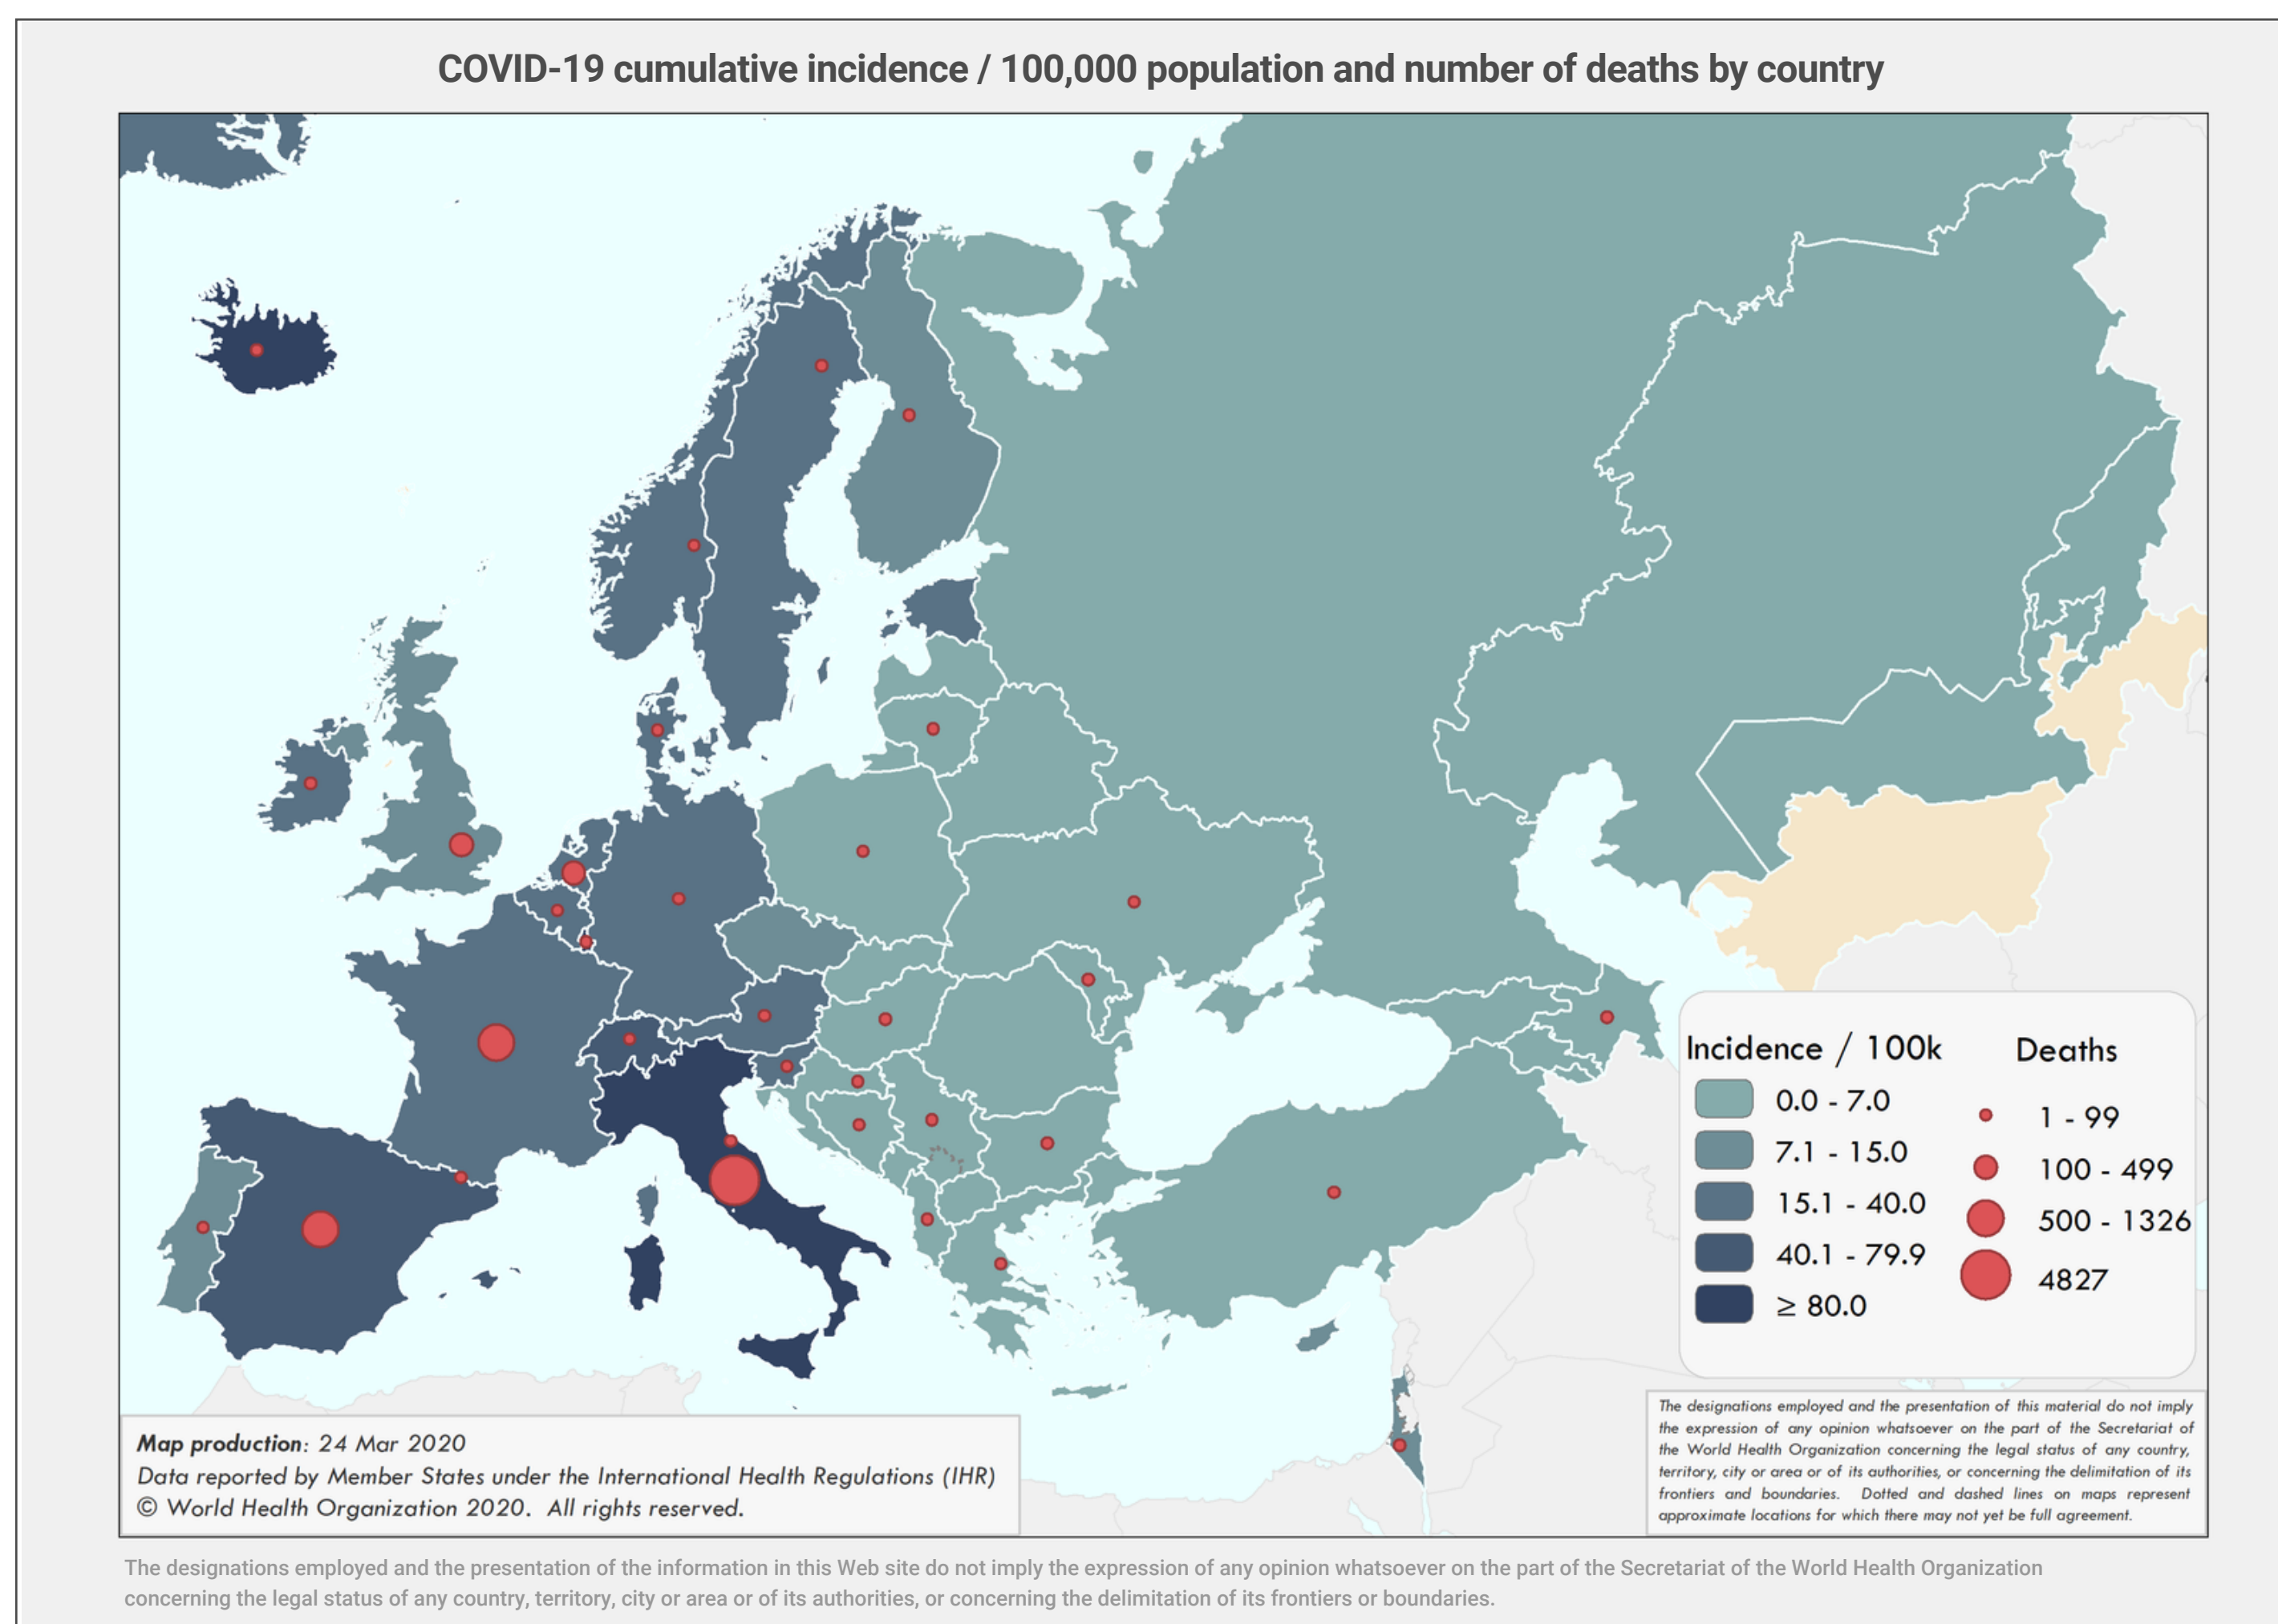 COVID-19 cumulative incidence / 100,000 population and number of deaths by country
Incidence / 100k
0.0 - 7.0
7.1 - 15.0
15.1 - 40.0
40.1 - 79.9
≥ 80.0
Deaths
1 - 99
100 - 499
500 - 1326
4827
Map production: 24 Mar 2020
Data reported by Member States under the International Health Regulations (IHR)
© World Health Organization 2020. All rights reserved.
The designations employed and the presentation of this material do not imply
the expression of any opinion whatsoever on the part of the Secretariat of
the World Health Organization concerning the legal status of any country,
territory, city or area or of its authorities, or concerning the delimitation of its
frontiers and boundaries. Dotted and dashed lines on maps represent
approximate locations for which there may not yet be full agreement.
The designations employed and the presentation of the information in this Web site do not imply the expression of any opinion whatsoever on the part of the Secretariat of the World Health Organization
concerning the legal status of any country, territory, city or area or of its authorities, or concerning the delimitation of its frontiers or boundaries.